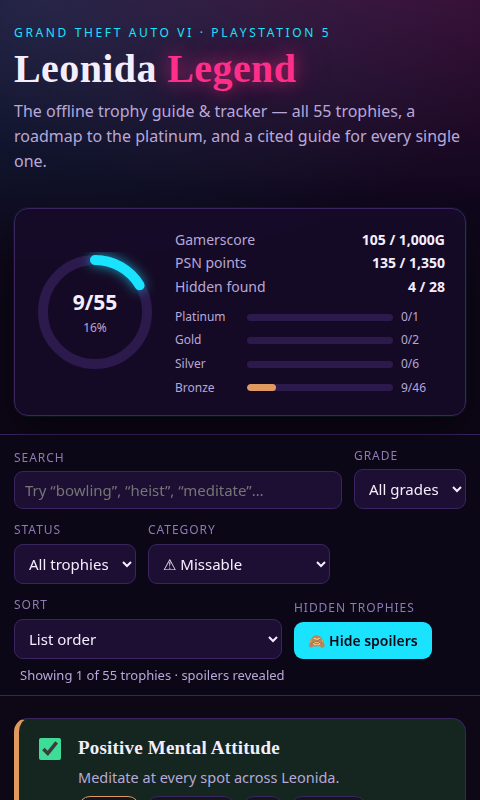 GRAND THEFT AUTO VI · PLAYSTATION 5
Leonida Legend
The offline trophy guide & tracker — all 55 trophies, a
roadmap to the platinum, and a cited guide for every single
one.
9/55
16%
Gamerscore 105 / 1,000G
PSN points 135 / 1,350
Hidden found 4 / 28
Platinum 0/1
Gold 0/2
Silver 0/6
Bronze 9/46
SEARCH
Try “bowling”, “heist”, “meditate”…
GRADE
All grades
STATUS
All trophies
CATEGORY
⚠ Missable
SORT
List order
HIDDEN TROPHIES
🙈 Hide spoilers
Showing 1 of 55 trophies · spoilers revealed
Positive Mental Attitude
Meditate at every spot across Leonida.